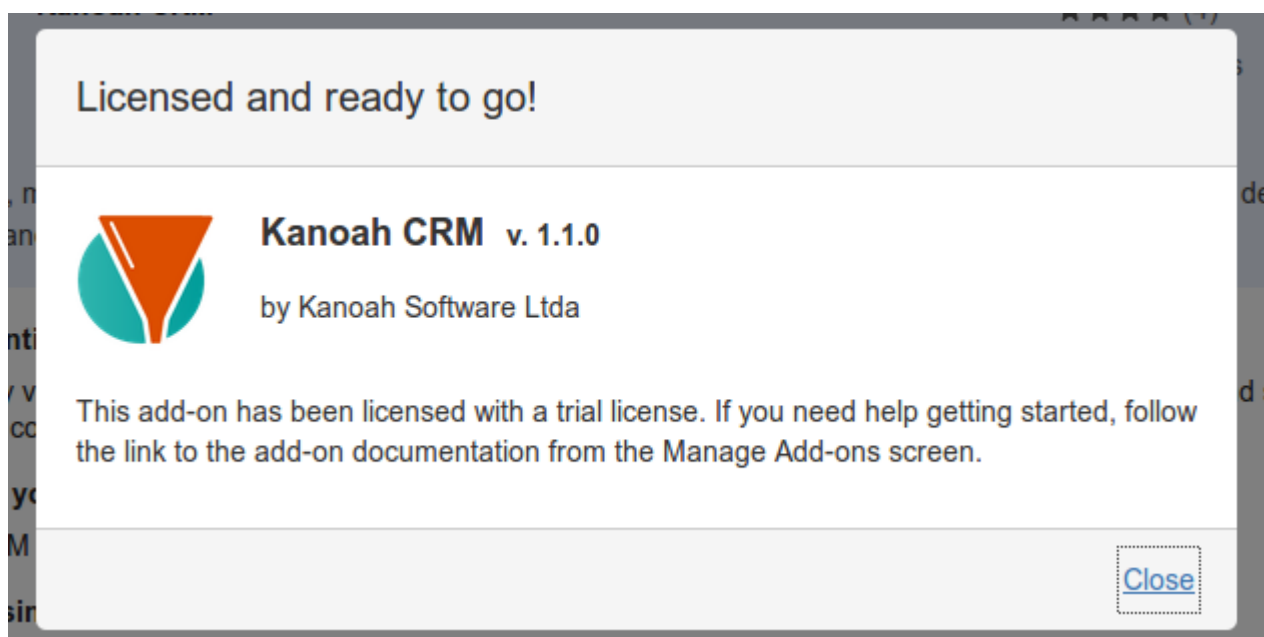 Licensed and ready to go!
Kanoah CRM v. 1.1.0
by Kanoah Software Ltda
This add-on has been licensed with a trial license. If you need help getting started, follow
the link to the add-on documentation from the Manage Add-ons screen.
Close